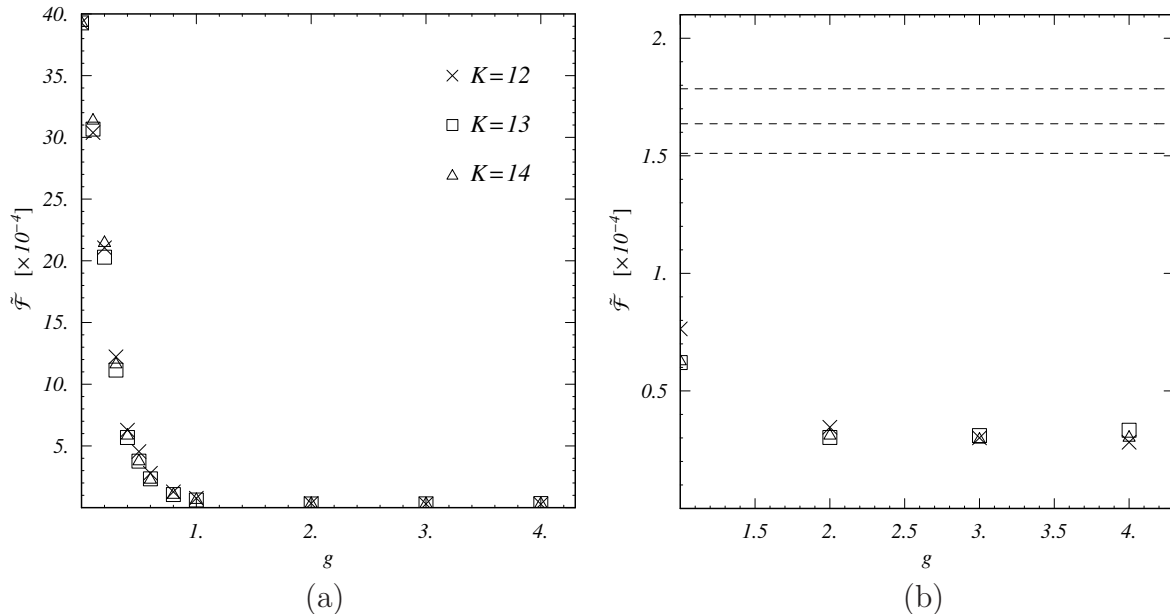 40.
35.
30.
25.
20.
15.
10.
5.
1.
2.
3.
4.
g
ℱ̃ [×10⁻⁴]
K=12
K=13
K=14
(a)
2.
1.5
1.
0.5
1.5
2.
2.5
3.
3.5
4.
g
ℱ̃ [×10⁻⁴]
(b)